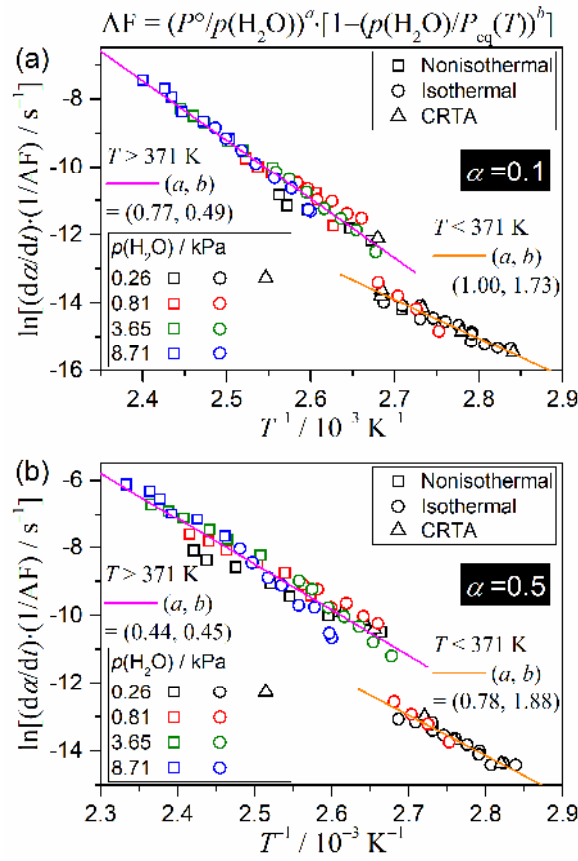 ΛF = (P°/p(H₂O))ᵃ·[1−(p(H₂O)/P_eq(T))ᵇ]
(a)
ln[(dα/dt)·(1/ΛF) / s⁻¹]
-8
-10
-12
-14
-16
Nonisothermal
Isothermal
CRTA
α=0.1
T > 371 K
(a, b)
= (0.77, 0.49)
T < 371 K
(a, b)
(1.00, 1.73)
p(H₂O) / kPa
0.26
0.81
3.65
8.71
2.4 2.5 2.6 2.7 2.8 2.9
T⁻¹ / 10⁻³ K⁻¹
(b)
ln[(dα/dt)·(1/ΛF) / s⁻¹]
-6
-8
-10
-12
-14
Nonisothermal
Isothermal
CRTA
α=0.5
T > 371 K
(a, b)
= (0.44, 0.45)
T < 371 K
(a, b)
= (0.78, 1.88)
p(H₂O) / kPa
0.26
0.81
3.65
8.71
2.3 2.4 2.5 2.6 2.7 2.8 2.9
T⁻¹ / 10⁻³ K⁻¹